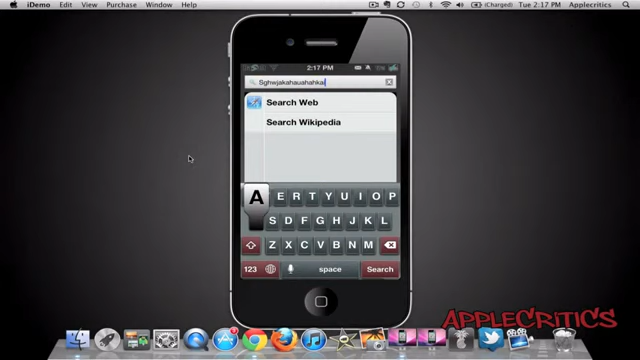 iDemo Edit View Purchase Window Help (Charged) Tue 2:17 PM Applecritics
2:17 PM
Sghwjakahauahahka
Search Web
Search Wikipedia
A E R T Y U I O P
S D F G H J K L
Z X C V B N M
123 space Search
APPLECRITICS